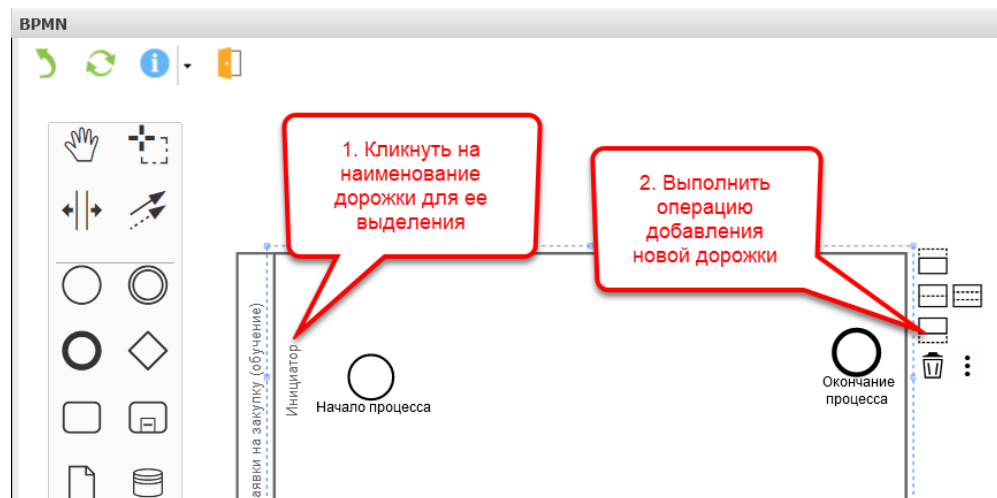 BPMN
1. Кликнуть на
наименование
дорожки для ее
выделения
2. Выполнить
операцию
добавления
новой дорожки
аявки на закупку (обучение)
Инициатор
Начало процесса
Окончание
процесса